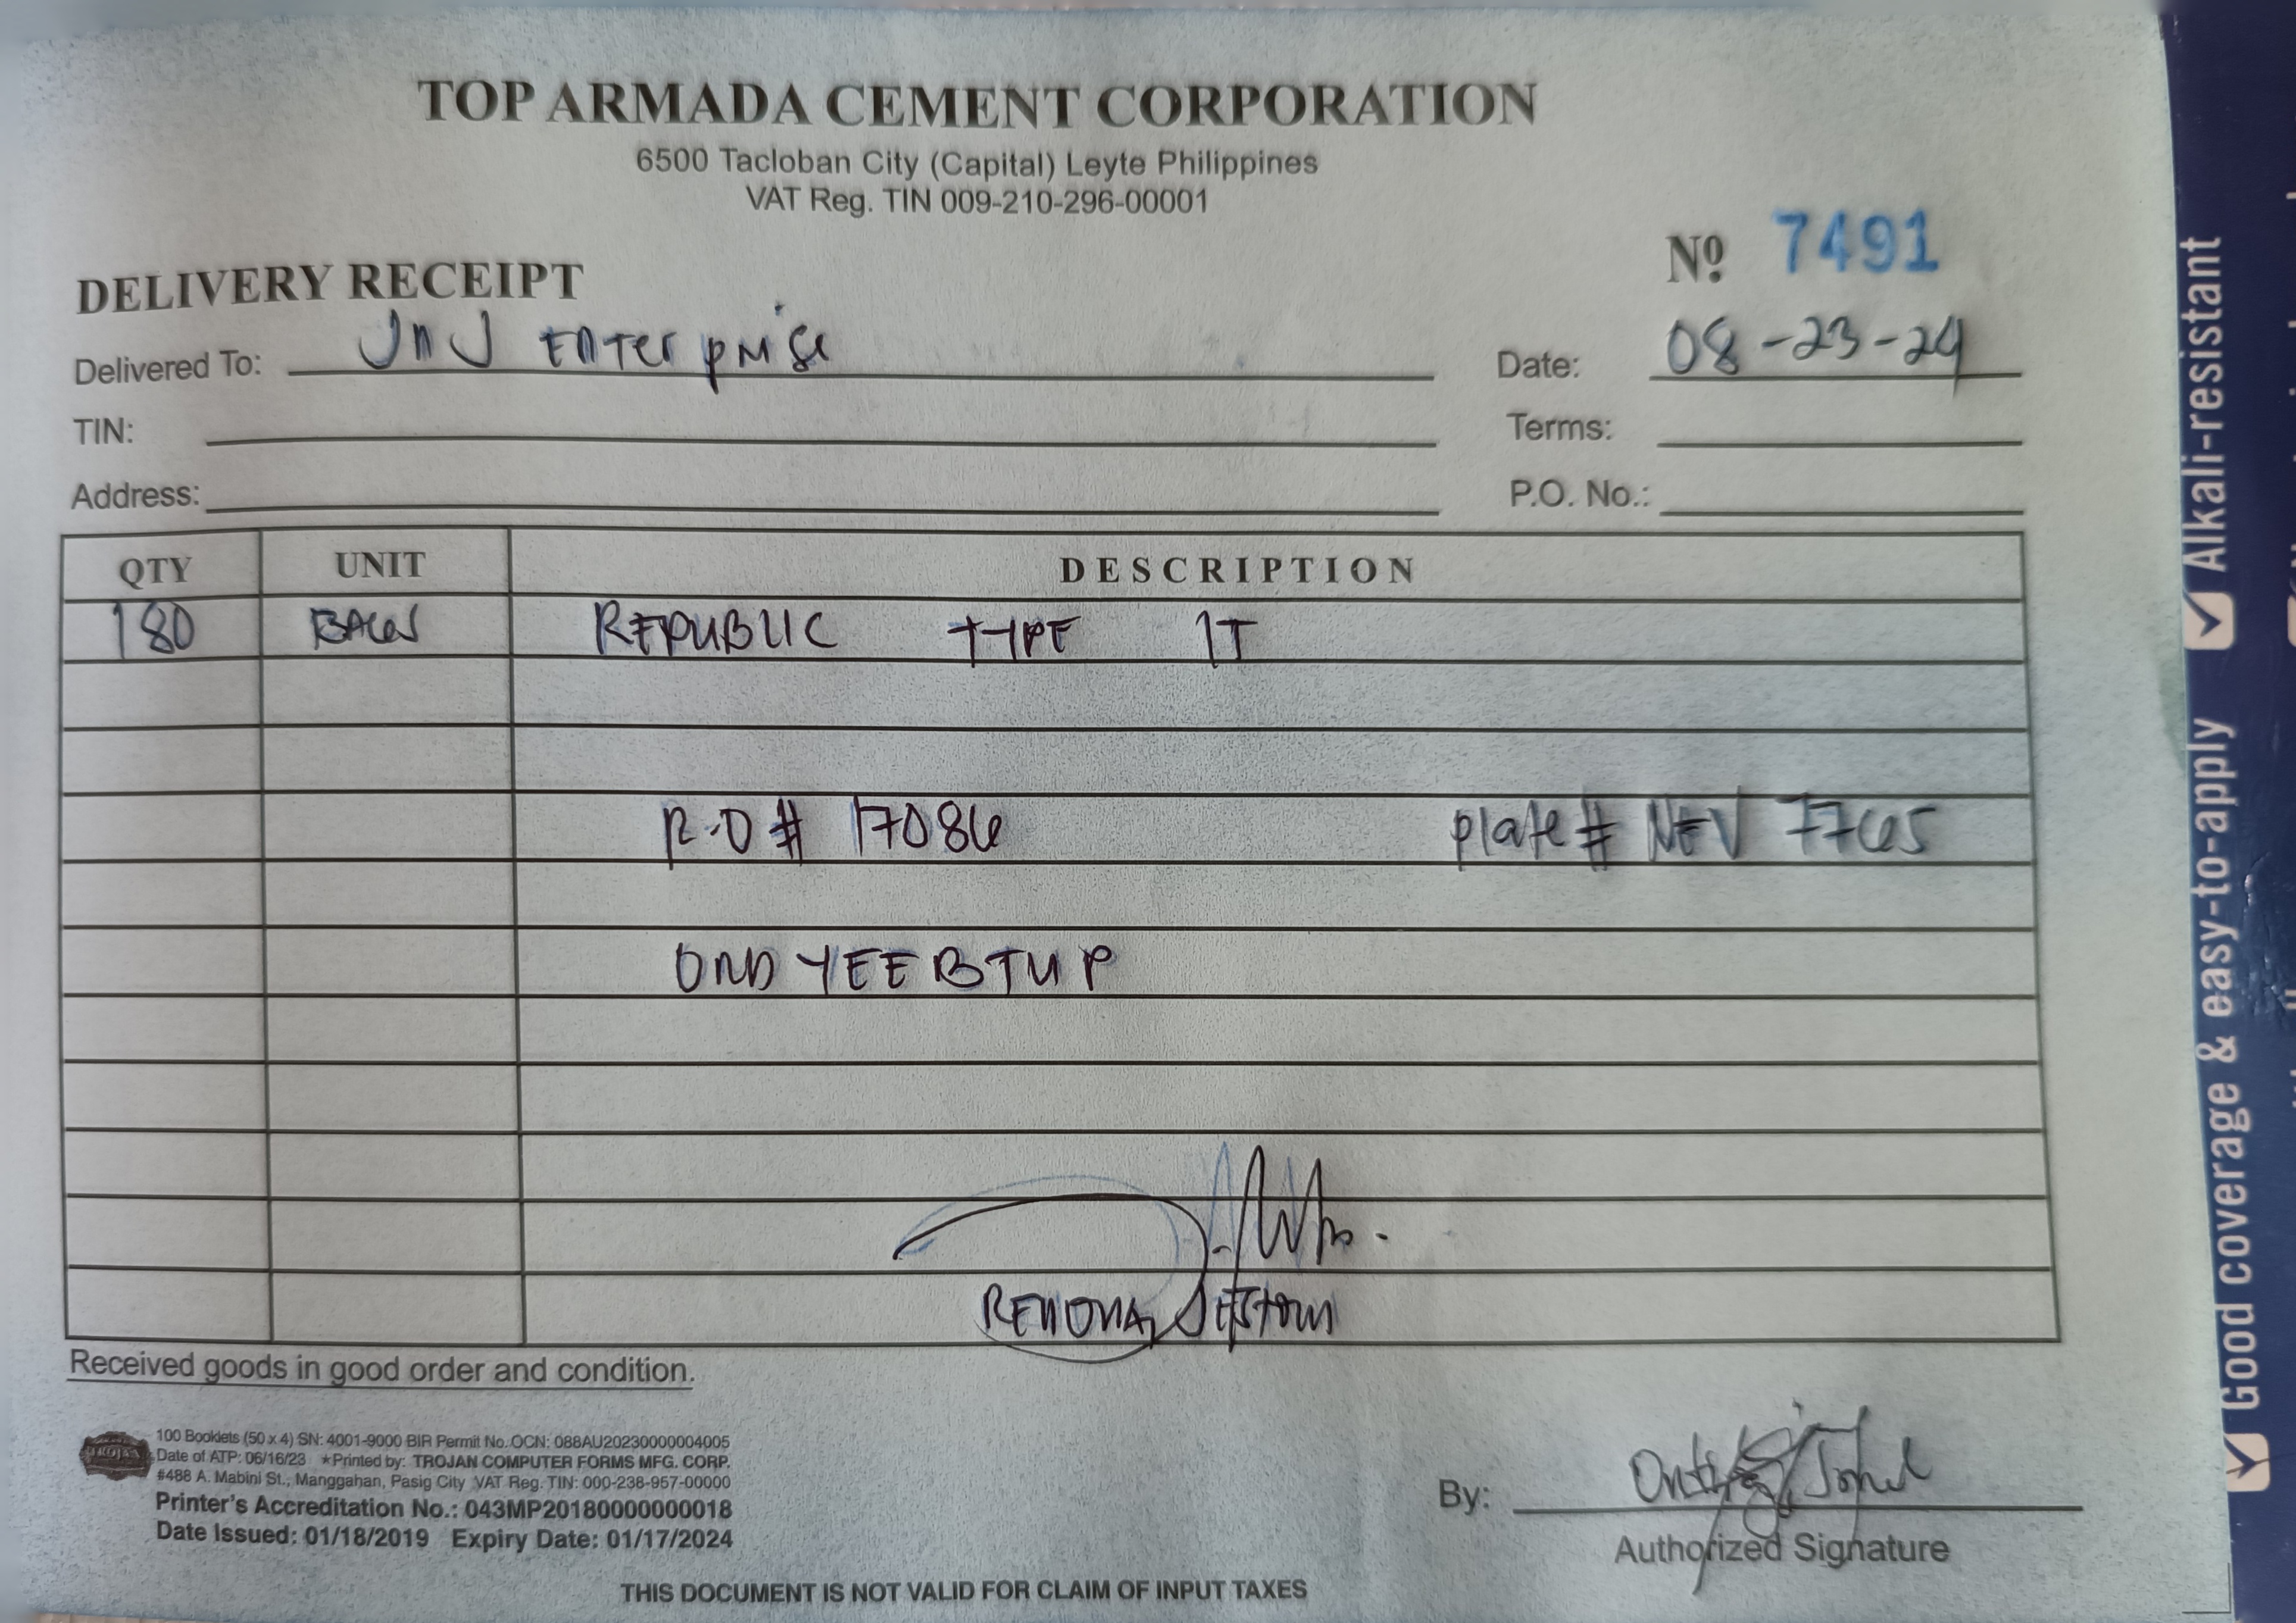 TOP ARMADA CEMENT CORPORATION
6500 Tacloban City (Capital) Leyte Philippines
VAT Reg. TIN 009-210-296-00001
Nº 7491
DELIVERY RECEIPT
Delivered To: JNJ Enterprise
Date: 08-23-24
TIN:
Terms:
Address:
P.O. No.:
QTY UNIT DESCRIPTION
180 BAGS REPUBLIC TYPE 1T
R.O # 17086 plate # NEV 7765
ORD YEEBTUP
Received goods in good order and condition.
100 Booklets (50 x 4) SN: 4001-9000 BIR Permit No. OCN: 088AU20230000004005
Date of ATP: 06/16/23 ★Printed by: TROJAN COMPUTER FORMS MFG. CORP.
#488 A. Mabini St., Manggahan, Pasig City VAT Reg. TIN: 000-238-957-00000
Printer's Accreditation No.: 043MP20180000000018
Date Issued: 01/18/2019 Expiry Date: 01/17/2024
By:
Authorized Signature
THIS DOCUMENT IS NOT VALID FOR CLAIM OF INPUT TAXES
Alkali-resistant
Good coverage & easy-to-apply